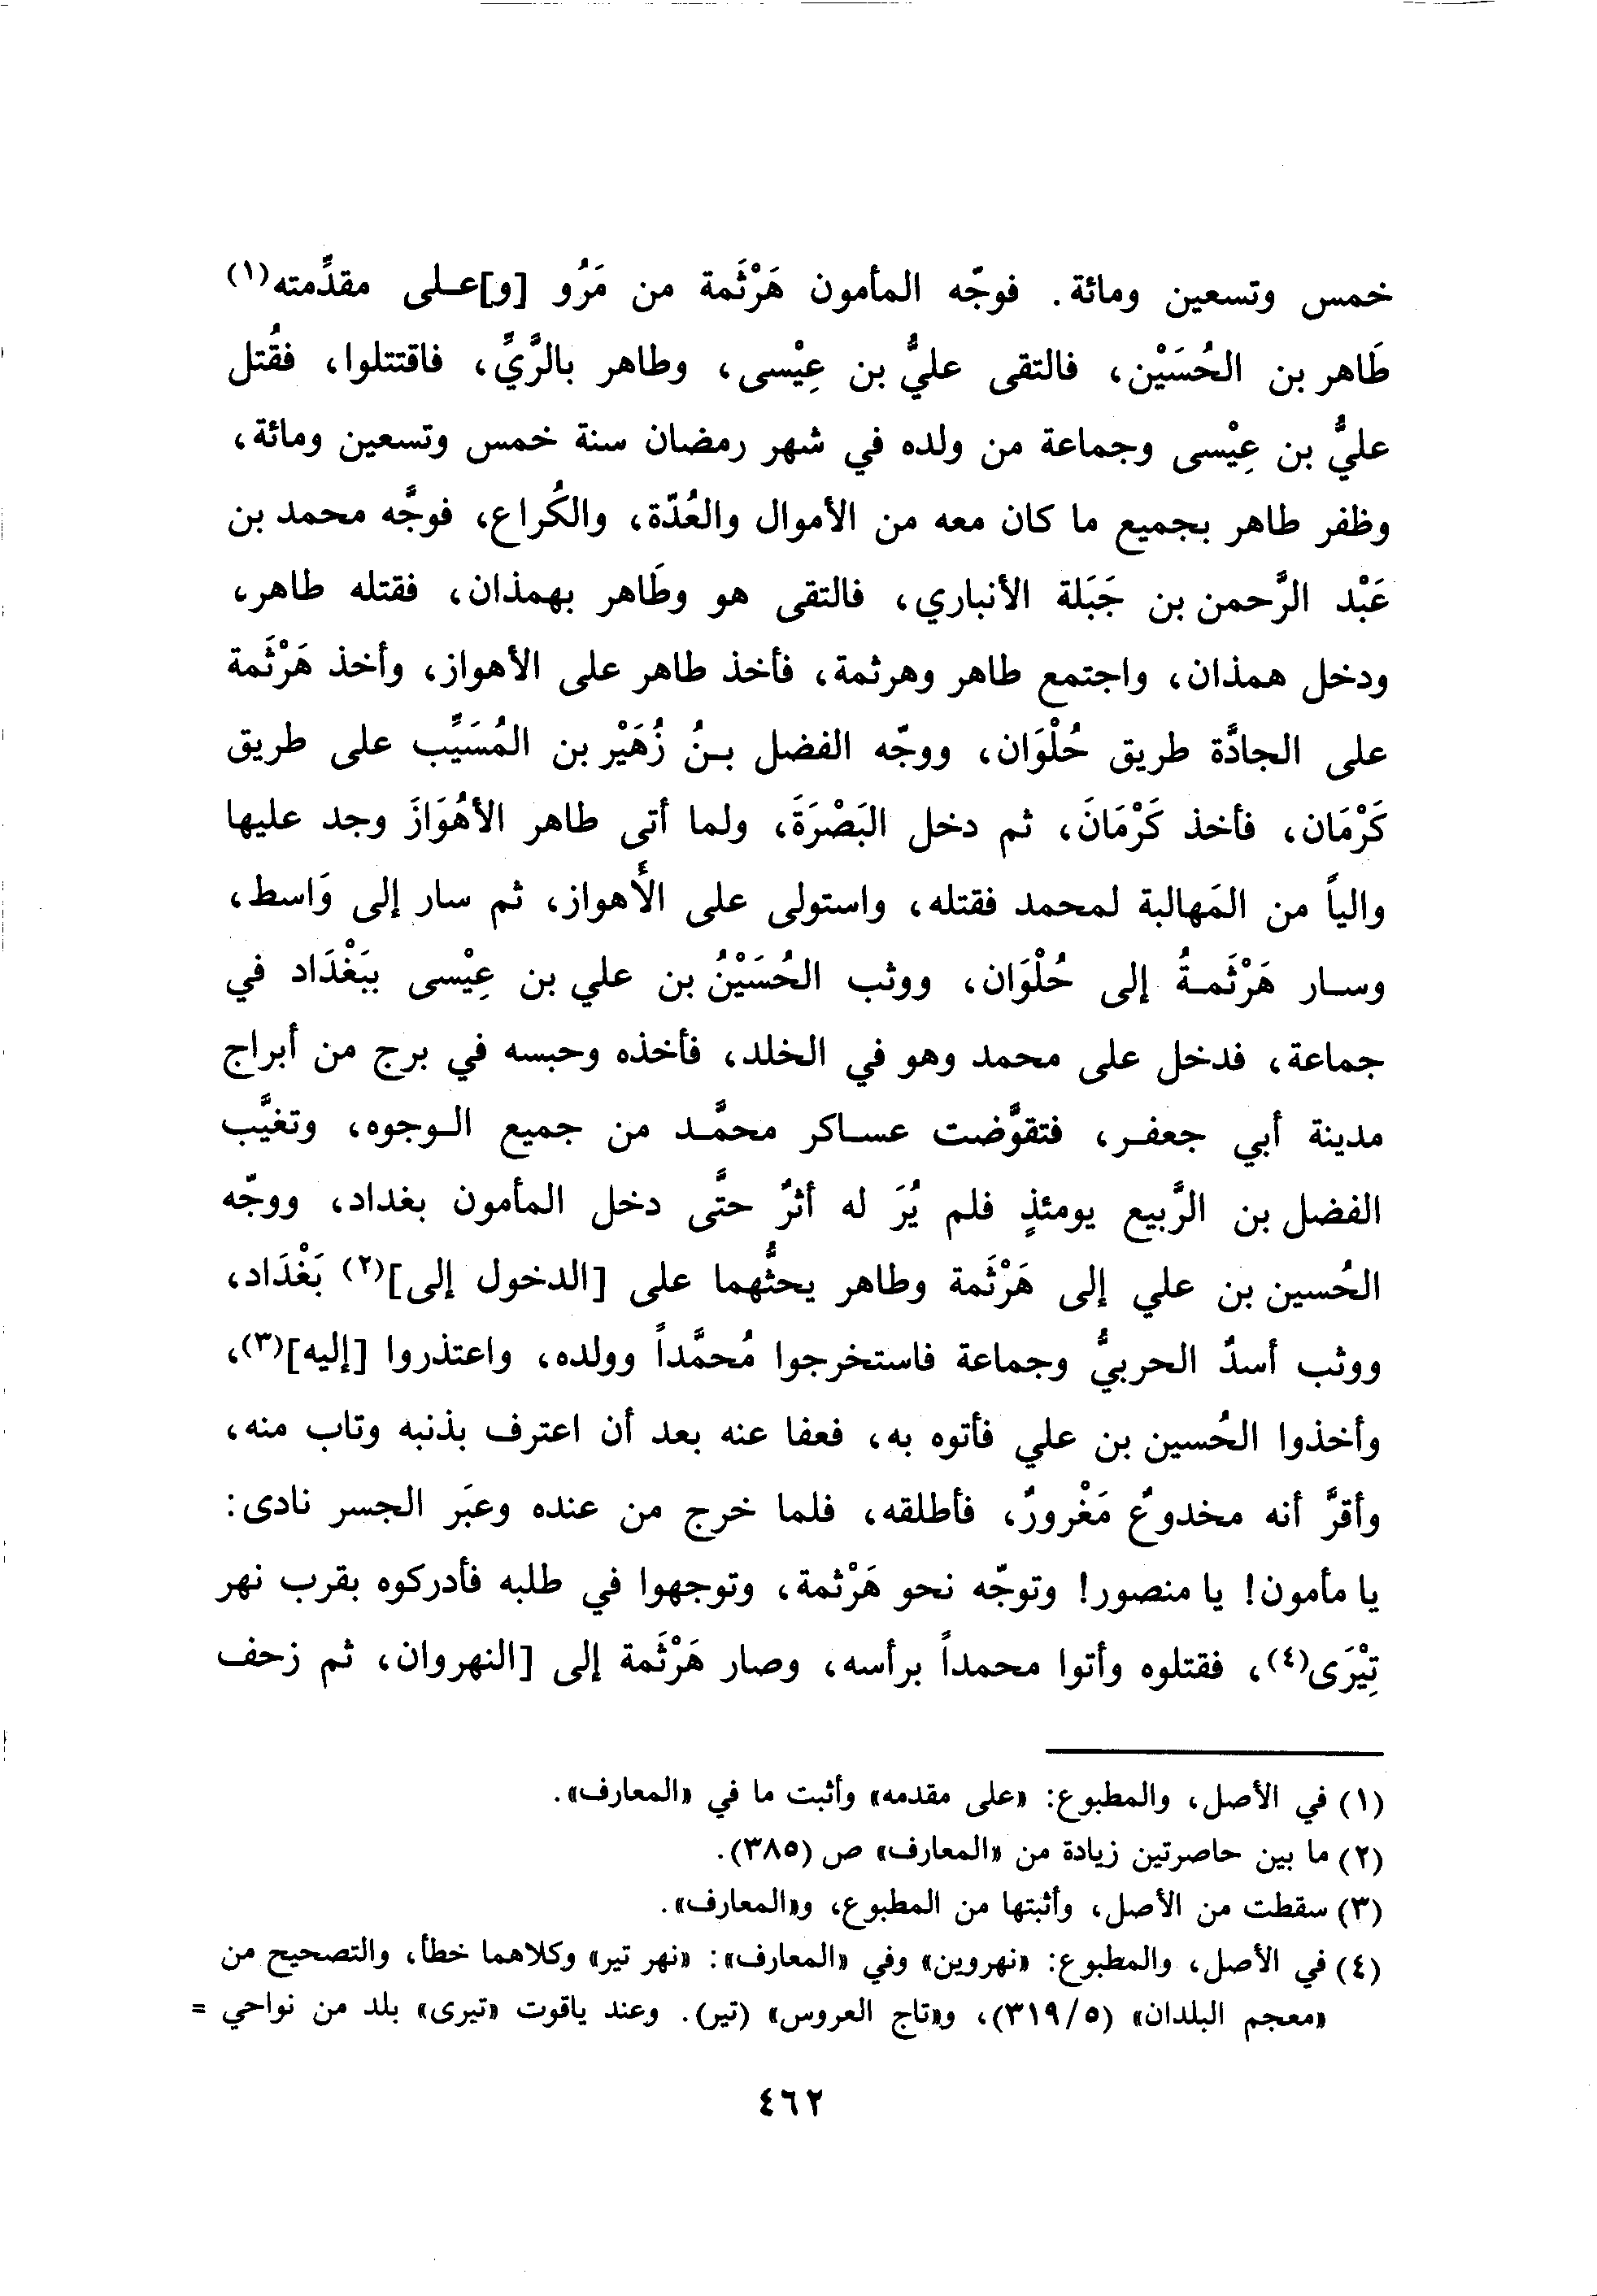 خمس وتسعين ومائة. فوجّه المأمون هَرْثَمة من مَرُو [و]على مقدِّمته(١)
طَاهر بن الحُسَيْن، فالتقى عليُّ بن عِيْسى، وطاهر بالرَّيِّ، فاقتتلوا، فقُتل
عليُّ بن عِيْسى وجماعة من ولده في شهر رمضان سنة خمس وتسعين ومائة،
وظفر طاهر بجميع ما كان معه من الأموال والعُدّة، والكُراع، فوجَّه محمد بن
عَبْد الرَّحمن بن جَبَلة الأنباري، فالتقى هو وطَاهر بهمذان، فقتله طاهر،
ودخل همذان، واجتمع طاهر وهرثمة، فأخذ طاهر على الأهواز، وأخذ هَرْثَمة
على الجادَّة طريق حُلْوَان، ووجّه الفضل بنُ زُهَيْر بن المُسَيِّب على طريق
كَرْمَان، فأخذ كَرْمَانَ، ثم دخل البَصْرَةَ، ولما أتى طاهر الأهُوَازَ وجد عليها
والياً من المَهالبة لمحمد فقتله، واستولى على الأَهواز، ثم سار إلى وَاسط،
وسار هَرْثَمةُ إلى حُلْوَان، ووثب الحُسَيْنُ بن علي بن عِيْسى ببَغْدَاد في
جماعة، فدخل على محمد وهو في الخلد، فأخذه وحبسه في برج من أبراج
مدينة أبي جعفر، فتقوَّضت عساكر محمَّد من جميع الوجوه، وتغيَّب
الفضل بن الرَّبيع يومئذٍ فلم يُرَ له أثرٌ حتَّى دخل المأمون بغداد، ووجّه
الحُسين بن علي إلى هَرْثَمة وطاهر يحثُّهما على [الدخول إلى](٢) بَغْدَاد،
ووثب أسدٌ الحربيُّ وجماعة فاستخرجوا مُحمَّداً وولده، واعتذروا [إليه](٣)،
وأخذوا الحُسين بن علي فأتوه به، فعفا عنه بعد أن اعترف بذنبه وتاب منه،
وأقرَّ أنه مخدوعٌ مَغْرورٌ، فأطلقه، فلما خرج من عنده وعبَر الجسر نادى:
يا مأمون! يا منصور! وتوجّه نحو هَرْثمة، وتوجهوا في طلبه فأدركوه بقرب نهر
تِيْرَى(٤)، فقتلوه وأتوا محمداً برأسه، وصار هَرْثَمة إلى [النهروان، ثم زحف
(١) في الأصل، والمطبوع: «على مقدمه» وأثبت ما في «المعارف».
(٢) ما بين حاصرتين زيادة من «المعارف» ص (٣٨٥).
(٣) سقطت من الأصل، وأثبتها من المطبوع، و«المعارف».
(٤) في الأصل، والمطبوع: «نهروين» وفي «المعارف»: «نهر تير» وكلاهما خطأ، والتصحيح من
«معجم البلدان» (٣١٩/٥)، و«تاج العروس» (تير). وعند ياقوت «تيرى» بلد من نواحي =
٤٦٢